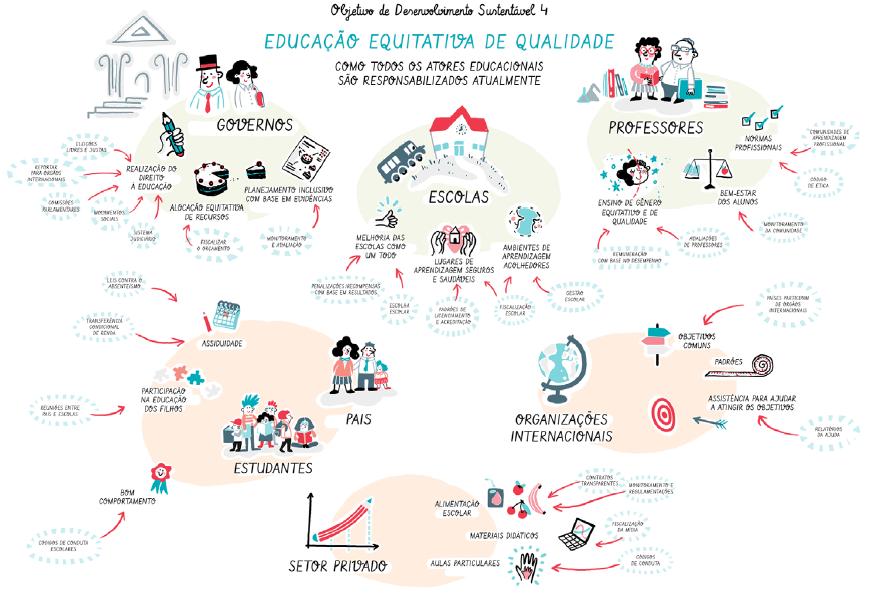 Objetivo de Desenvolvimento Sustentável 4
EDUCAÇÃO EQUITATIVA DE QUALIDADE
COMO TODOS OS ATORES EDUCACIONAIS
SÃO RESPONSABILIZADOS ATUALMENTE
GOVERNOS
ELEIÇÕES
LIVRES E JUSTAS
REPORTAR
PARA ÓRGÃOS
INTERNACIONAIS
COMISSÕES
PARLAMENTARES
MOVIMENTOS
SOCIAIS
SISTEMA
JUDICIÁRIO
REALIZAÇÃO DO
DIREITO
A EDUCAÇÃO
ALOCAÇÃO EQUITATIVA
DE RECURSOS
FISCALIZAR
O ORÇAMENTO
PLANEJAMENTO INCLUSIVO
COM BASE EM EVIDÊNCIAS
MONITORAMENTO
E AVALIAÇÃO
ESCOLAS
MELHORIA DAS
ESCOLAS COMO
UM TODO
LUGARES DE
APRENDIZAGEM SEGUROS
E SAUDÁVEIS
AMBIENTES DE
APRENDIZAGEM
ACOLHEDORES
PENALIZAÇÕES/RECOMPENSAS
COM BASE EM RESULTADOS
ESCOLHA
ESCOLAR
PADRÕES DE
LICENCIAMENTO
E ACREDITAÇÃO
FISCALIZAÇÃO
ESCOLAR
GESTÃO
ESCOLAR
PROFESSORES
NORMAS
PROFISSIONAIS
COMUNIDADES DE
APRENDIZAGEM
PROFISSIONAL
CÓDIGO
DE ETICA
ENSINO DE GÊNERO
EQUITATIVO E DE
QUALIDADE
BEM-ESTAR
DOS ALUNOS
MONITORAMENTO
DA COMUNIDADE
AVALIAÇÕES
DE PROFESSORES
REMUNERAÇÃO
COM BASE NO DESEMPENHO
LEIS CONTRA O
ABSENTEÍSMO
TRANSFERÊNCIA
CONDICIONAL
DE RENDA
ASSIDUIDADE
PARTICIPAÇÃO
NA EDUCAÇÃO
DOS FILHOS
REUNIÕES ENTRE
PAIS E ESCOLAS
PAIS
ESTUDANTES
BOM
COMPORTAMENTO
CÓDIGOS DE CONDUTA
ESCOLARES
ORGANIZAÇÕES
INTERNACIONAIS
OBJETIVOS
COMUNS
PAÍSES PARTICIPAM
DE ÓRGÃOS
INTERNACIONAIS
PADRÕES
ASSISTÊNCIA PARA AJUDAR
A ATINGIR OS OBJETIVOS
RELATÓRIOS
DA AJUDA
SETOR PRIVADO
ALIMENTAÇÃO
ESCOLAR
CONTRATOS
TRANSPARENTES
MONITORAMENTO E
REGULAMENTAÇÕES
MATERIAIS DIDÁTICOS
FISCALIZAÇÃO
DA MÍDIA
AULAS PARTICULARES
CÓDIGOS
DE CONDUTA